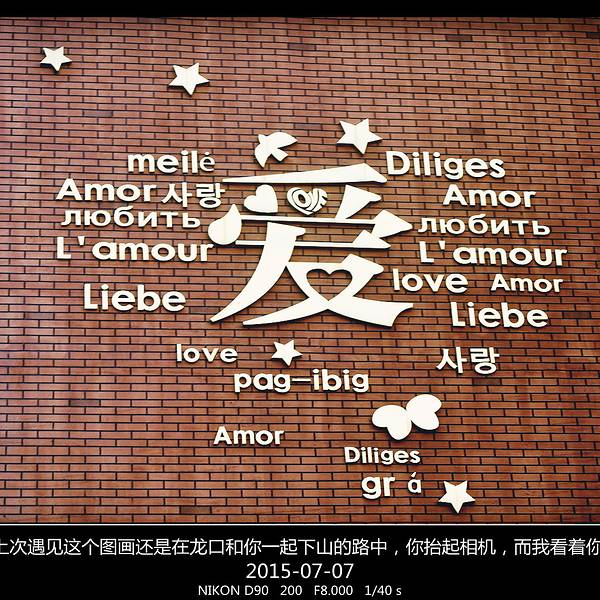 meilė
Diliges
Amor 사랑
Amor
любить
любить
L'amour
L'amour
爱
LOVE
love Amor
Liebe
Liebe
love
사랑
pag-ibig
Amor
Diliges
grá
上次遇见这个图画还是在龙口和你一起下山的路中，你抬起相机，而我看着你
2015-07-07
NIKON D90 200 F8.000 1/40 s